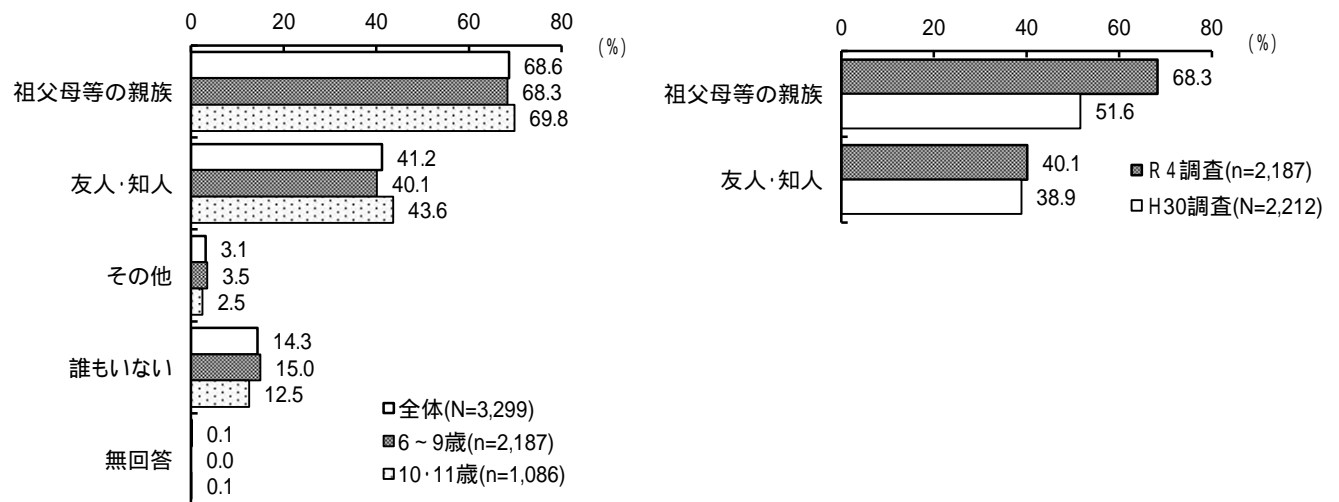 0 20 40 60 80
(%)
祖父母等の親族
68.6
68.3
69.8
友人・知人
41.2
40.1
43.6
その他
3.1
3.5
2.5
誰もいない
14.3
15.0
12.5
無回答
0.1
0.0
0.1
全体(N=3,299)
6~9歳(n=2,187)
10・11歳(n=1,086)
0 20 40 60 80
(%)
祖父母等の親族
68.3
51.6
友人・知人
40.1
38.9
R4調査(n=2,187)
H30調査(N=2,212)